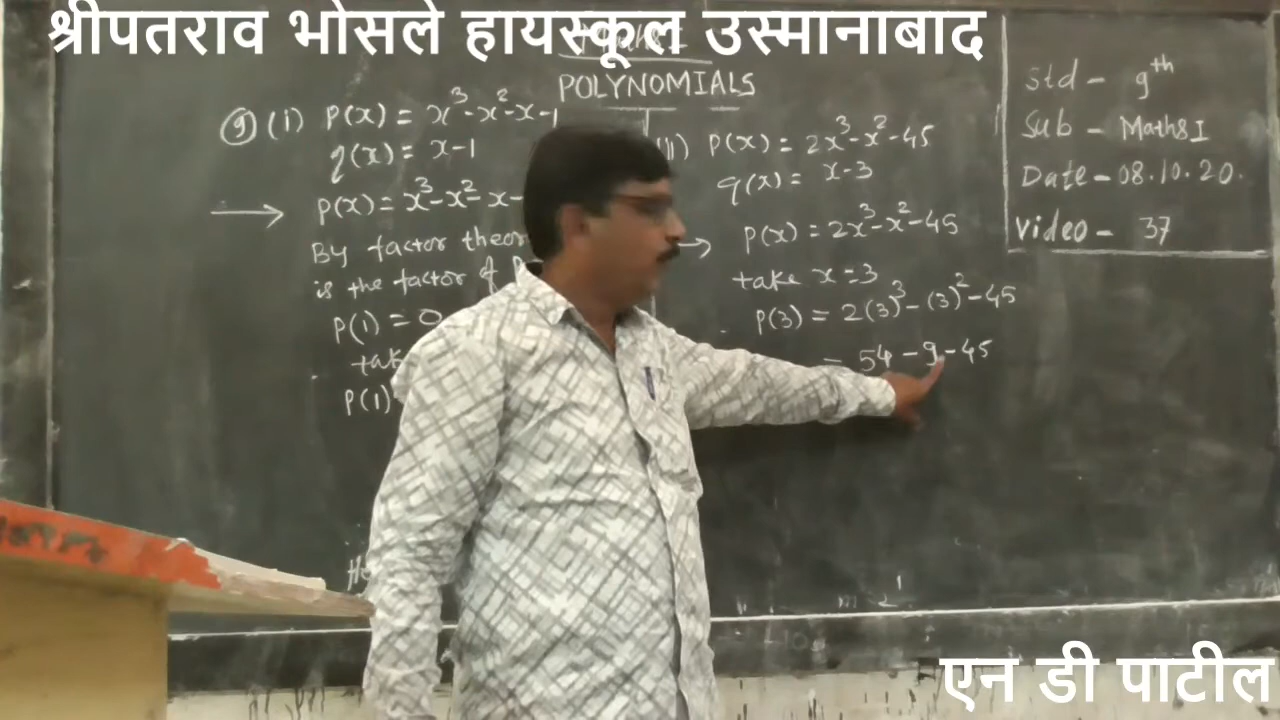 श्रीपतराव भोसले हायस्कूल उस्मानाबाद
POLYNOMIALS
Std - 9th
Sub - Maths I
Date - 08.10.20.
Video - 37
(9) (i) P(x) = x³-x²-x-1
q(x) = x-1
P(x) = x³-x²-x-
By factor theor
is the factor of P
P(1) = 0
tak
P(1)
He
P(x) = 2x³-x²-45
q(x) = x-3
P(x) = 2x³-x²-45
take x = 3
P(3) = 2(3)³-(3)²-45
= 54-9-45
एन डी पाटील